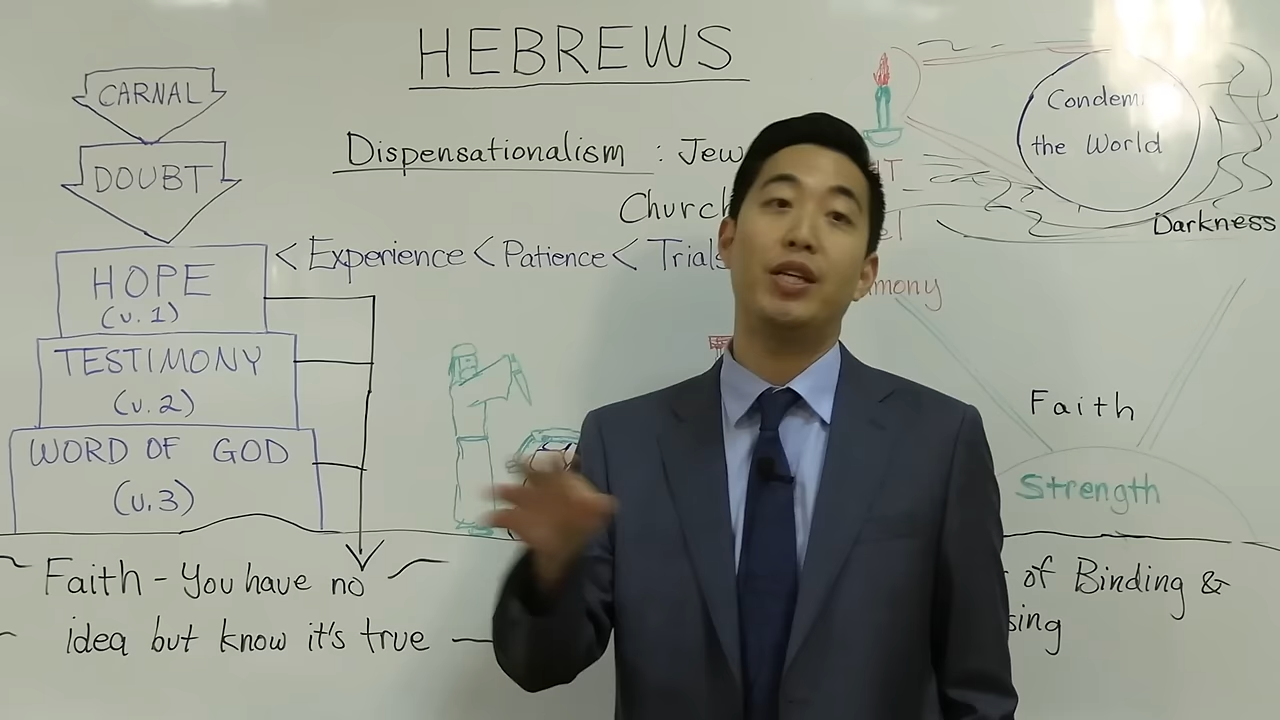 HEBREWS
CARNAL
DOUBT
Dispensationalism : Jew
Church
HOPE
(v. 1)
< Experience < Patience < Trials
TESTIMONY
(v. 2)
WORD OF GOD
(v. 3)
Faith - You have no
idea but know it's true
Condem
the World
Darkness
Faith
Strength
of Binding &